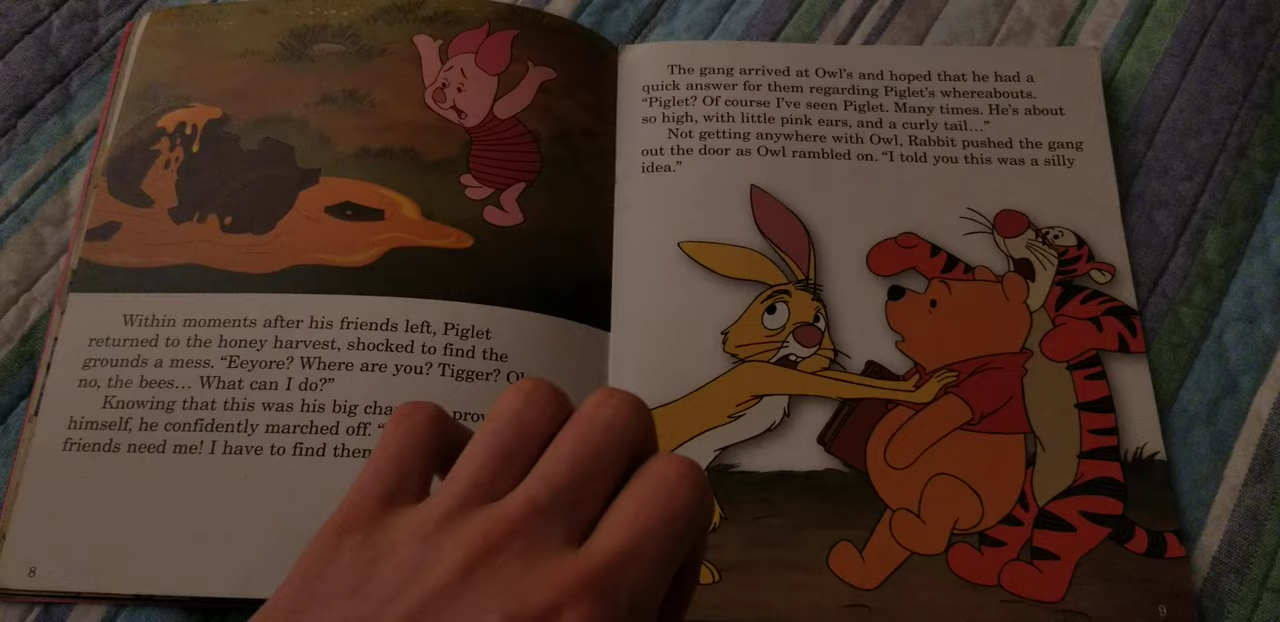 Within moments after his friends left, Piglet
returned to the honey harvest, shocked to find the
grounds a mess. “Eeyore? Where are you? Tigger?
no, the bees… What can I do?”
Knowing that this was his big
himself, he confidently marched off. “
friends need me! I have to find
8
The gang arrived at Owl’s and hoped that he had a
quick answer for them regarding Piglet’s whereabouts.
“Piglet? Of course I’ve seen Piglet. Many times. He’s about
so high, with little pink ears, and a curly tail…”
Not getting anywhere with Owl, Rabbit pushed the gang
out the door as Owl rambled on. “I told you this was a silly
idea.”
9